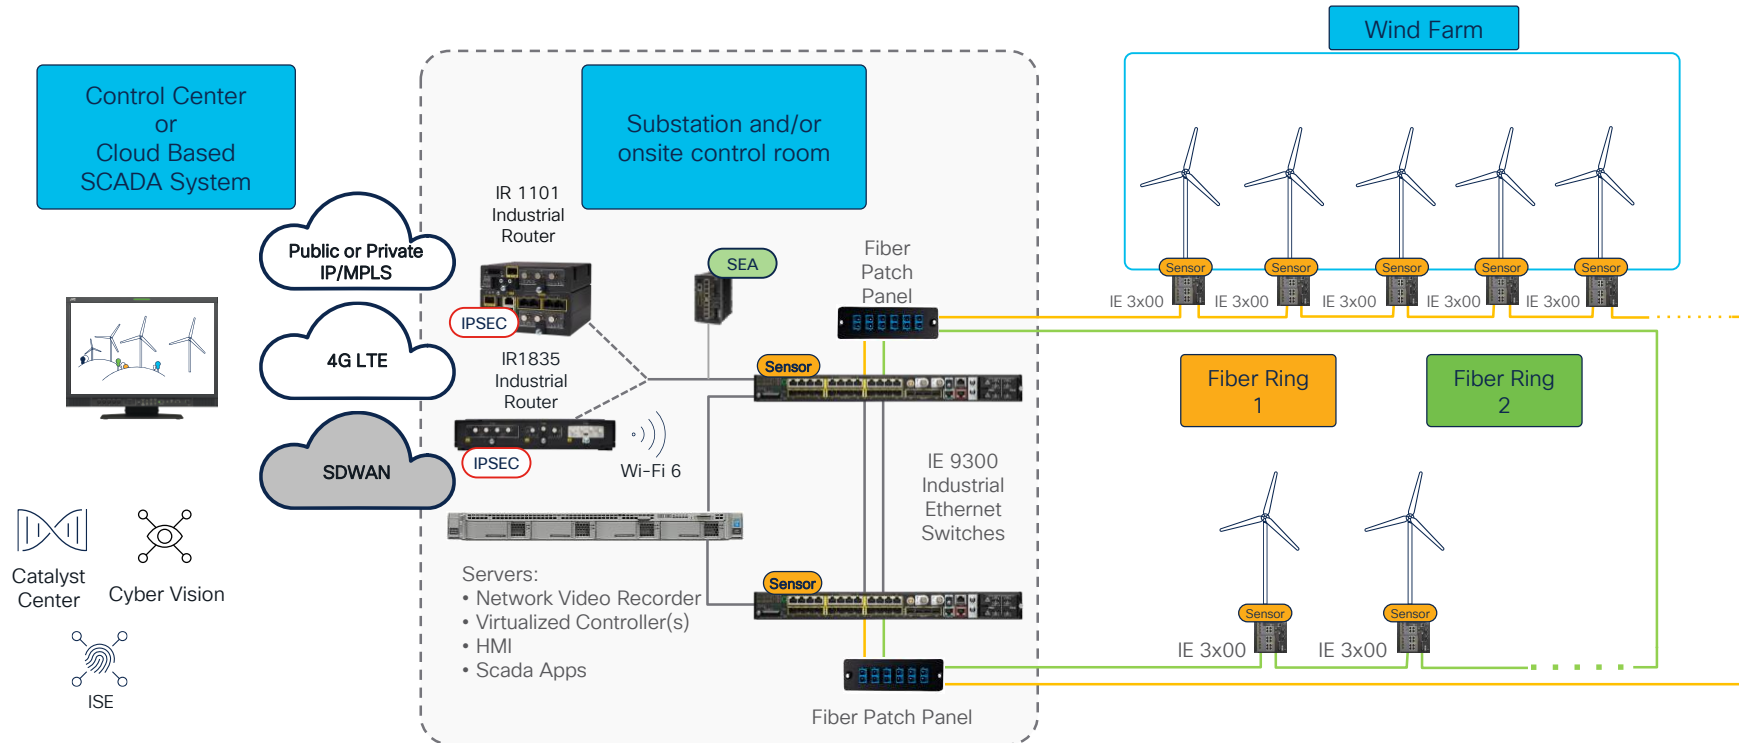 Wind Farm
Control Center
or
Cloud Based
SCADA System
Substation and/or
onsite control room
IR 1101
Industrial
Router
Public or Private
IP/MPLS
IPSEC
SEA
Fiber
Patch
Panel
Sensor
Sensor
Sensor
Sensor
Sensor
IE 3x00
IE 3x00
IE 3x00
IE 3x00
IE 3x00
4G LTE
IR1835
Industrial
Router
Sensor
Fiber Ring
1
Fiber Ring
2
SDWAN
IPSEC
Wi-Fi 6
IE 9300
Industrial
Ethernet
Switches
Catalyst
Center
Cyber Vision
ISE
Servers:
• Network Video Recorder
• Virtualized Controller(s)
• HMI
• Scada Apps
Sensor
Sensor
Sensor
IE 3x00
IE 3x00
Fiber Patch Panel